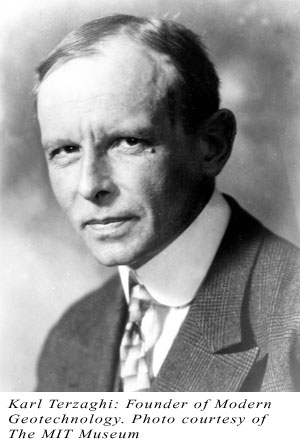 Karl Terzaghi: Founder of Modern
Geotechnology. Photo courtesy of
The MIT Museum